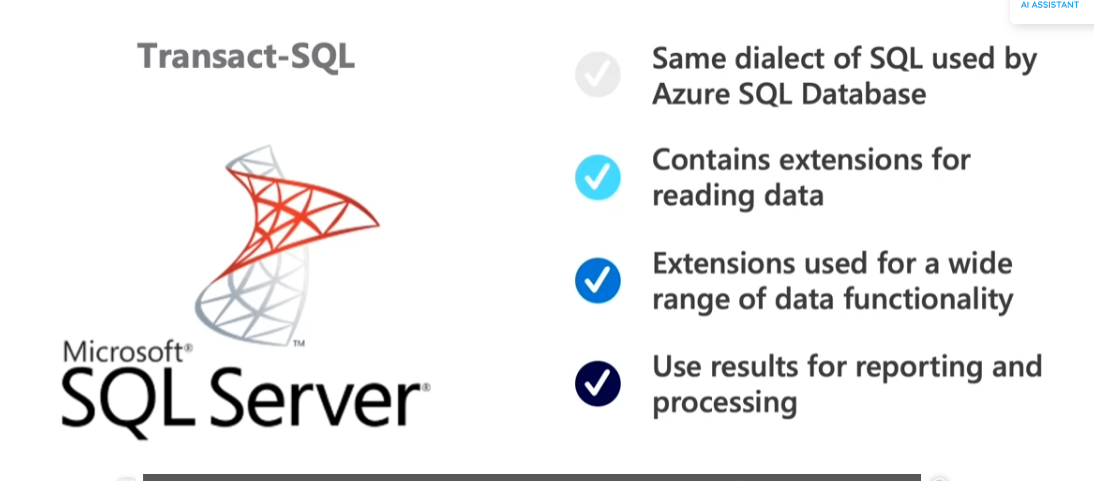 AI ASSISTANT
Transact-SQL
Same dialect of SQL used by
Azure SQL Database
Contains extensions for
reading data
Extensions used for a wide
range of data functionality
Use results for reporting and
processing
TM
Microsoft®
SQL Server®